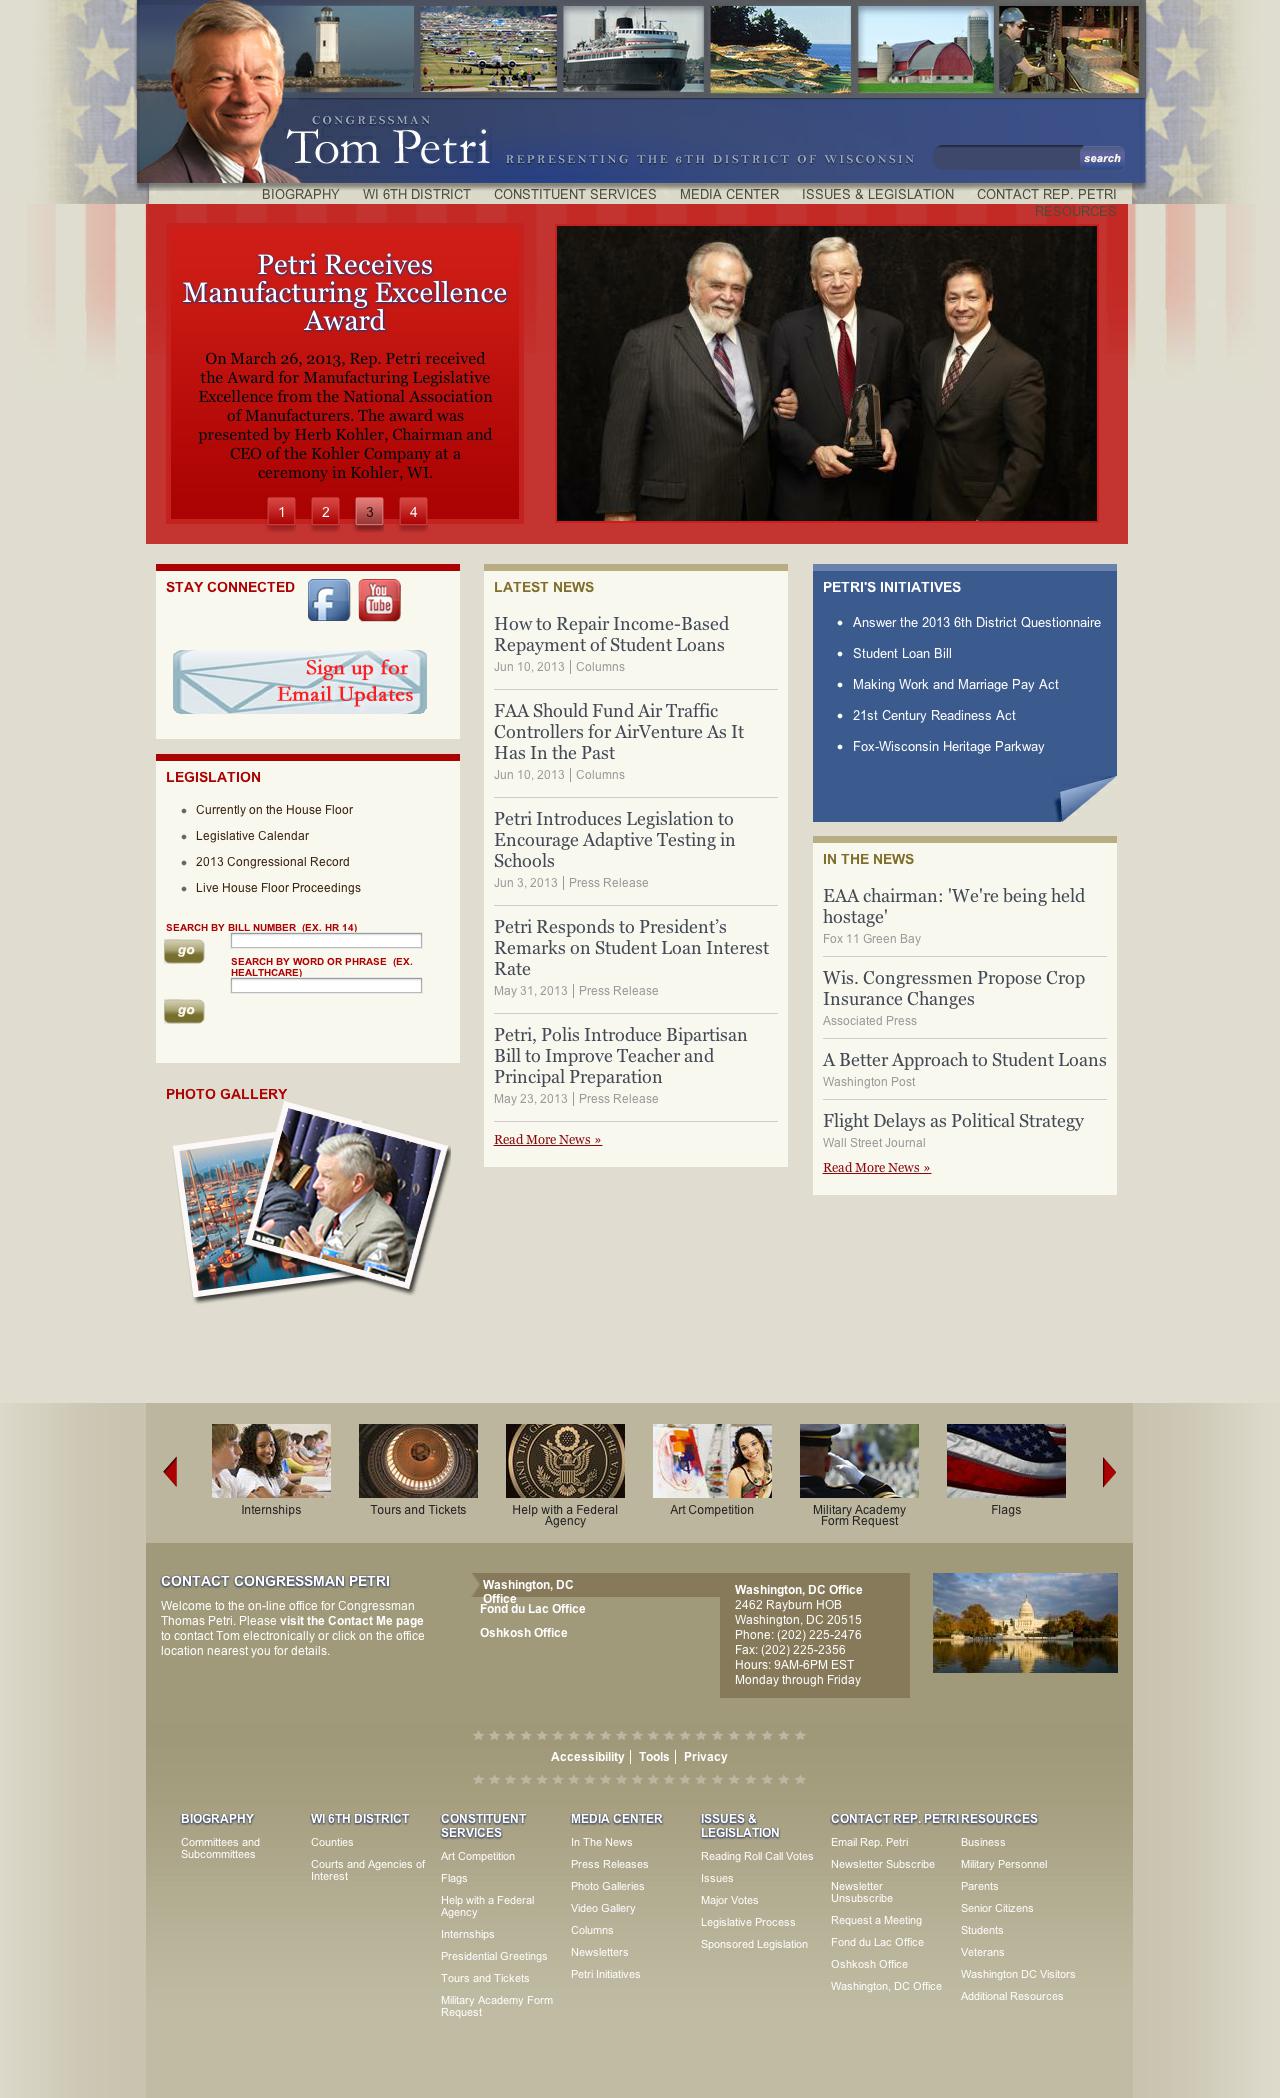 CONGRESSMAN
Tom Petri
REPRESENTING THE 6TH DISTRICT OF WISCONSIN
search
BIOGRAPHY WI 6TH DISTRICT CONSTITUENT SERVICES MEDIA CENTER ISSUES & LEGISLATION CONTACT REP. PETRI
RESOURCES
Petri Receives
Manufacturing Excellence
Award
On March 26, 2013, Rep. Petri received
the Award for Manufacturing Legislative
Excellence from the National Association
of Manufacturers. The award was
presented by Herb Kohler, Chairman and
CEO of the Kohler Company at a
ceremony in Kohler, WI.
1 2 3 4
STAY CONNECTED
f
You
Tube
Sign up for
Email Updates
LEGISLATION
Currently on the House Floor
Legislative Calendar
2013 Congressional Record
Live House Floor Proceedings
SEARCH BY BILL NUMBER (EX. HR 14)
go
SEARCH BY WORD OR PHRASE (EX.
HEALTHCARE)
go
PHOTO GALLERY
LATEST NEWS
How to Repair Income-Based
Repayment of Student Loans
Jun 10, 2013 | Columns
FAA Should Fund Air Traffic
Controllers for AirVenture As It
Has In the Past
Jun 10, 2013 | Columns
Petri Introduces Legislation to
Encourage Adaptive Testing in
Schools
Jun 3, 2013 | Press Release
Petri Responds to President’s
Remarks on Student Loan Interest
Rate
May 31, 2013 | Press Release
Petri, Polis Introduce Bipartisan
Bill to Improve Teacher and
Principal Preparation
May 23, 2013 | Press Release
Read More News »
PETRI'S INITIATIVES
Answer the 2013 6th District Questionnaire
Student Loan Bill
Making Work and Marriage Pay Act
21st Century Readiness Act
Fox-Wisconsin Heritage Parkway
IN THE NEWS
EAA chairman: 'We're being held
hostage'
Fox 11 Green Bay
Wis. Congressmen Propose Crop
Insurance Changes
Associated Press
A Better Approach to Student Loans
Washington Post
Flight Delays as Political Strategy
Wall Street Journal
Read More News »
Internships
Tours and Tickets
Help with a Federal
Agency
Art Competition
Military Academy
Form Request
Flags
CONTACT CONGRESSMAN PETRI
Welcome to the on-line office for Congressman
Thomas Petri. Please visit the Contact Me page
to contact Tom electronically or click on the office
location nearest you for details.
Washington, DC
Office
Fond du Lac Office
Oshkosh Office
Washington, DC Office
2462 Rayburn HOB
Washington, DC 20515
Phone: (202) 225-2476
Fax: (202) 225-2356
Hours: 9AM-6PM EST
Monday through Friday
Accessibility | Tools | Privacy
BIOGRAPHY
Committees and
Subcommittees
WI 6TH DISTRICT
Counties
Courts and Agencies of
Interest
CONSTITUENT
SERVICES
Art Competition
Flags
Help with a Federal
Agency
Internships
Presidential Greetings
Tours and Tickets
Military Academy Form
Request
MEDIA CENTER
In The News
Press Releases
Photo Galleries
Video Gallery
Columns
Newsletters
Petri Initiatives
ISSUES &
LEGISLATION
Reading Roll Call Votes
Issues
Major Votes
Legislative Process
Sponsored Legislation
CONTACT REP. PETRI
Email Rep. Petri
Newsletter Subscribe
Newsletter
Unsubscribe
Request a Meeting
Fond du Lac Office
Oshkosh Office
Washington, DC Office
RESOURCES
Business
Military Personnel
Parents
Senior Citizens
Students
Veterans
Washington DC Visitors
Additional Resources